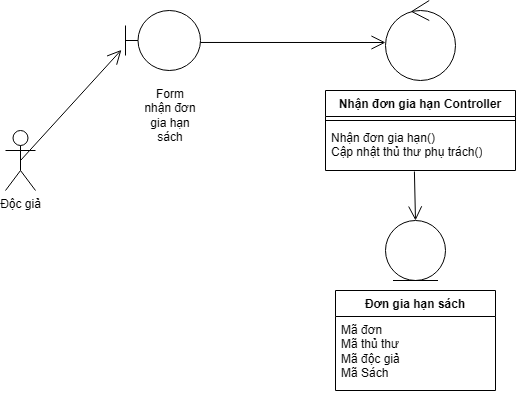 Form
nhận đơn
gia hạn
sách
Nhận đơn gia hạn Controller
Nhận đơn gia hạn()
Cập nhật thủ thư phụ trách()
Độc giả
Đơn gia hạn sách
Mã đơn
Mã thủ thư
Mã độc giả
Mã Sách